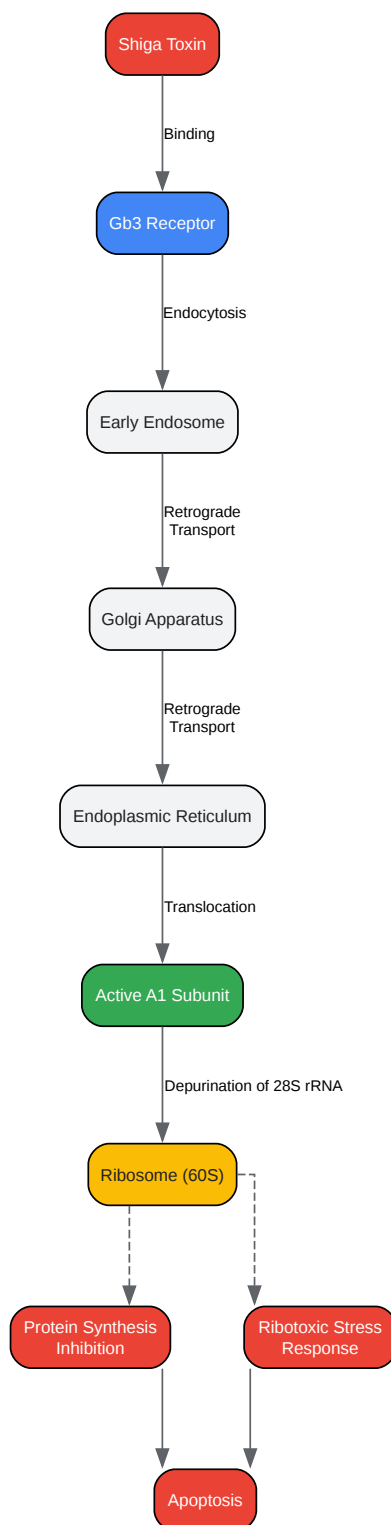 Shiga Toxin
Binding
Gb3 Receptor
Endocytosis
Early Endosome
Retrograde
Transport
Golgi Apparatus
Retrograde
Transport
Endoplasmic Reticulum
Translocation
Active A1 Subunit
Depurination of 28S rRNA
Ribosome (60S)
Protein Synthesis
Inhibition
Ribotoxic Stress
Response
Apoptosis